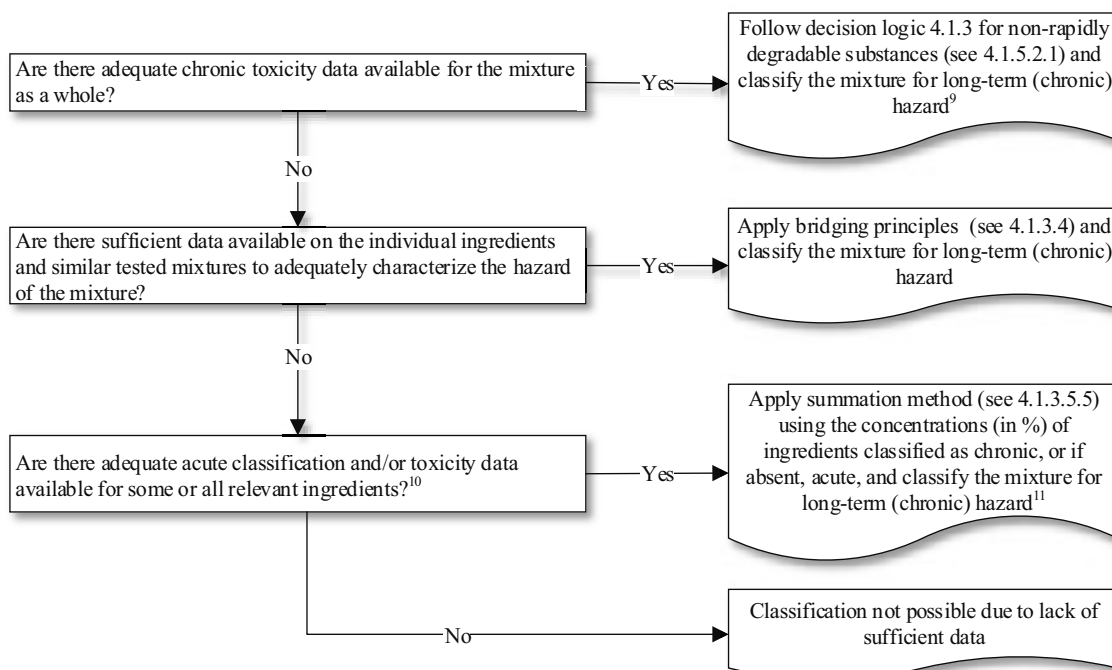 Are there adequate chronic toxicity data available for the mixture
as a whole?
Yes
Follow decision logic 4.1.3 for non-rapidly
degradable substances (see 4.1.5.2.1) and
classify the mixture for long-term (chronic)
hazard⁹
No
Are there sufficient data available on the individual ingredients
and similar tested mixtures to adequately characterize the hazard
of the mixture?
Yes
Apply bridging principles (see 4.1.3.4) and
classify the mixture for long-term (chronic)
hazard
No
Are there adequate acute classification and/or toxicity data
available for some or all relevant ingredients?¹⁰
Yes
Apply summation method (see 4.1.3.5.5)
using the concentrations (in %) of
ingredients classified as chronic, or if
absent, acute, and classify the mixture for
long-term (chronic) hazard¹¹
No
Classification not possible due to lack of
sufficient data